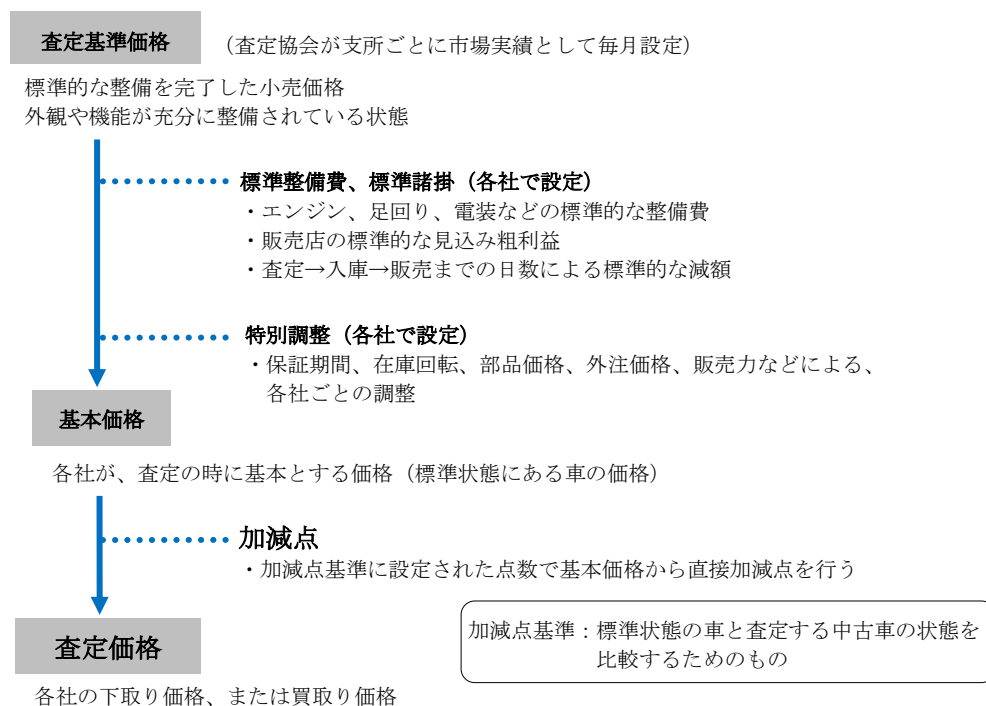 査定基準価格 (査定協会が支所ごとに市場実績として毎月設定)
標準的な整備を完了した小売価格
外観や機能が充分に整備されている状態
標準整備費、標準諸掛(各社で設定)
・エンジン、足回り、電装などの標準的な整備費
・販売店の標準的な見込み粗利益
・査定→入庫→販売までの日数による標準的な減額
特別調整(各社で設定)
・保証期間、在庫回転、部品価格、外注価格、販売力などによる、
各社ごとの調整
基本価格
各社が、査定の時に基本とする価格(標準状態にある車の価格)
加減点
・加減点基準に設定された点数で基本価格から直接加減点を行う
査定価格
加減点基準:標準状態の車と査定する中古車の状態を
比較するためのもの
各社の下取り価格、または買取り価格